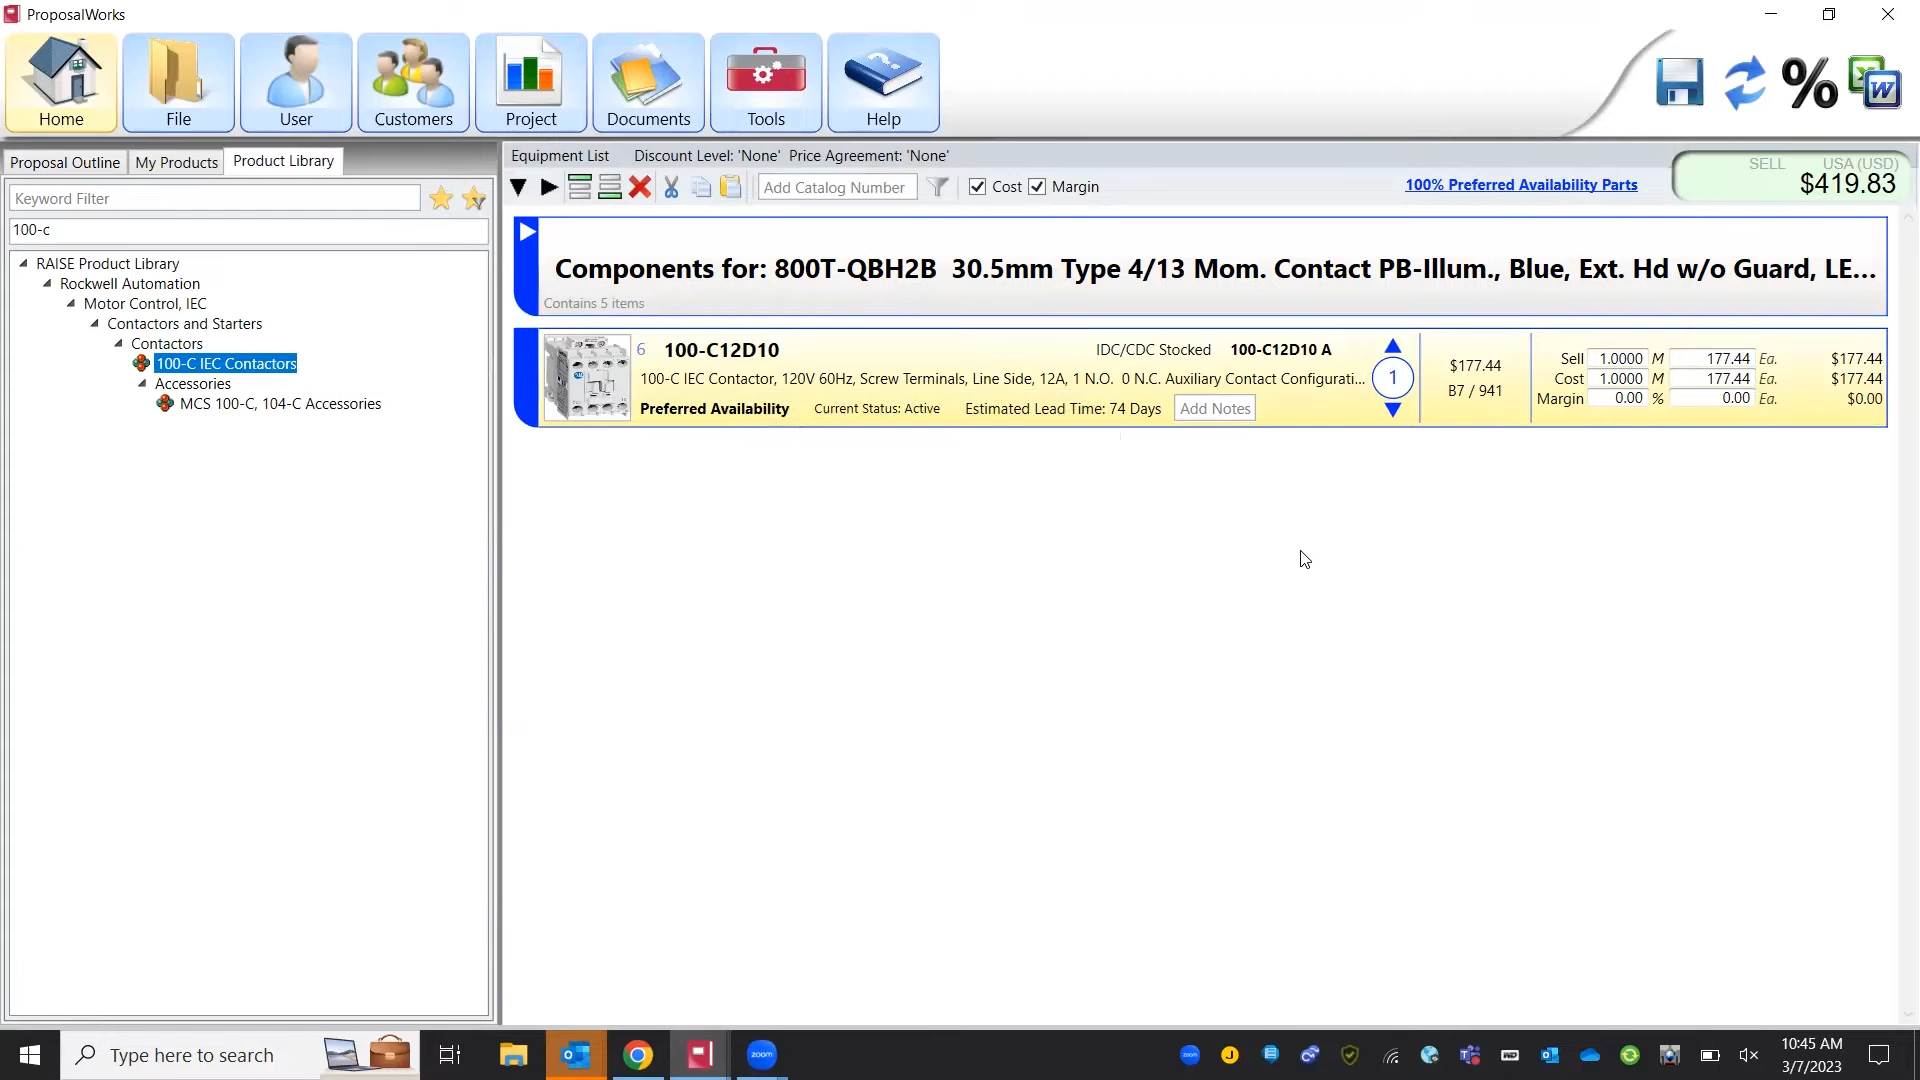 ProposalWorks
Home
File
User
Customers
Project
Documents
Tools
Help
Proposal Outline
My Products
Product Library
Keyword Filter
100-c
RAISE Product Library
Rockwell Automation
Motor Control, IEC
Contactors and Starters
Contactors
100-C IEC Contactors
Accessories
MCS 100-C, 104-C Accessories
Equipment List Discount Level: 'None' Price Agreement: 'None'
Add Catalog Number
Cost
Margin
100% Preferred Availability Parts
SELL USA (USD)
$419.83
Components for: 800T-QBH2B 30.5mm Type 4/13 Mom. Contact PB-Illum., Blue, Ext. Hd w/o Guard, LE...
Contains 5 items
6 100-C12D10 IDC/CDC Stocked 100-C12D10 A
100-C IEC Contactor, 120V 60Hz, Screw Terminals, Line Side, 12A, 1 N.O. 0 N.C. Auxiliary Contact Configurati...
Preferred Availability Current Status: Active Estimated Lead Time: 74 Days Add Notes
1
$177.44
B7 / 941
Sell 1.0000 M 177.44 Ea. $177.44
Cost 1.0000 M 177.44 Ea. $177.44
Margin 0.00 % 0.00 Ea. $0.00
Type here to search
zoom
10:45 AM
3/7/2023